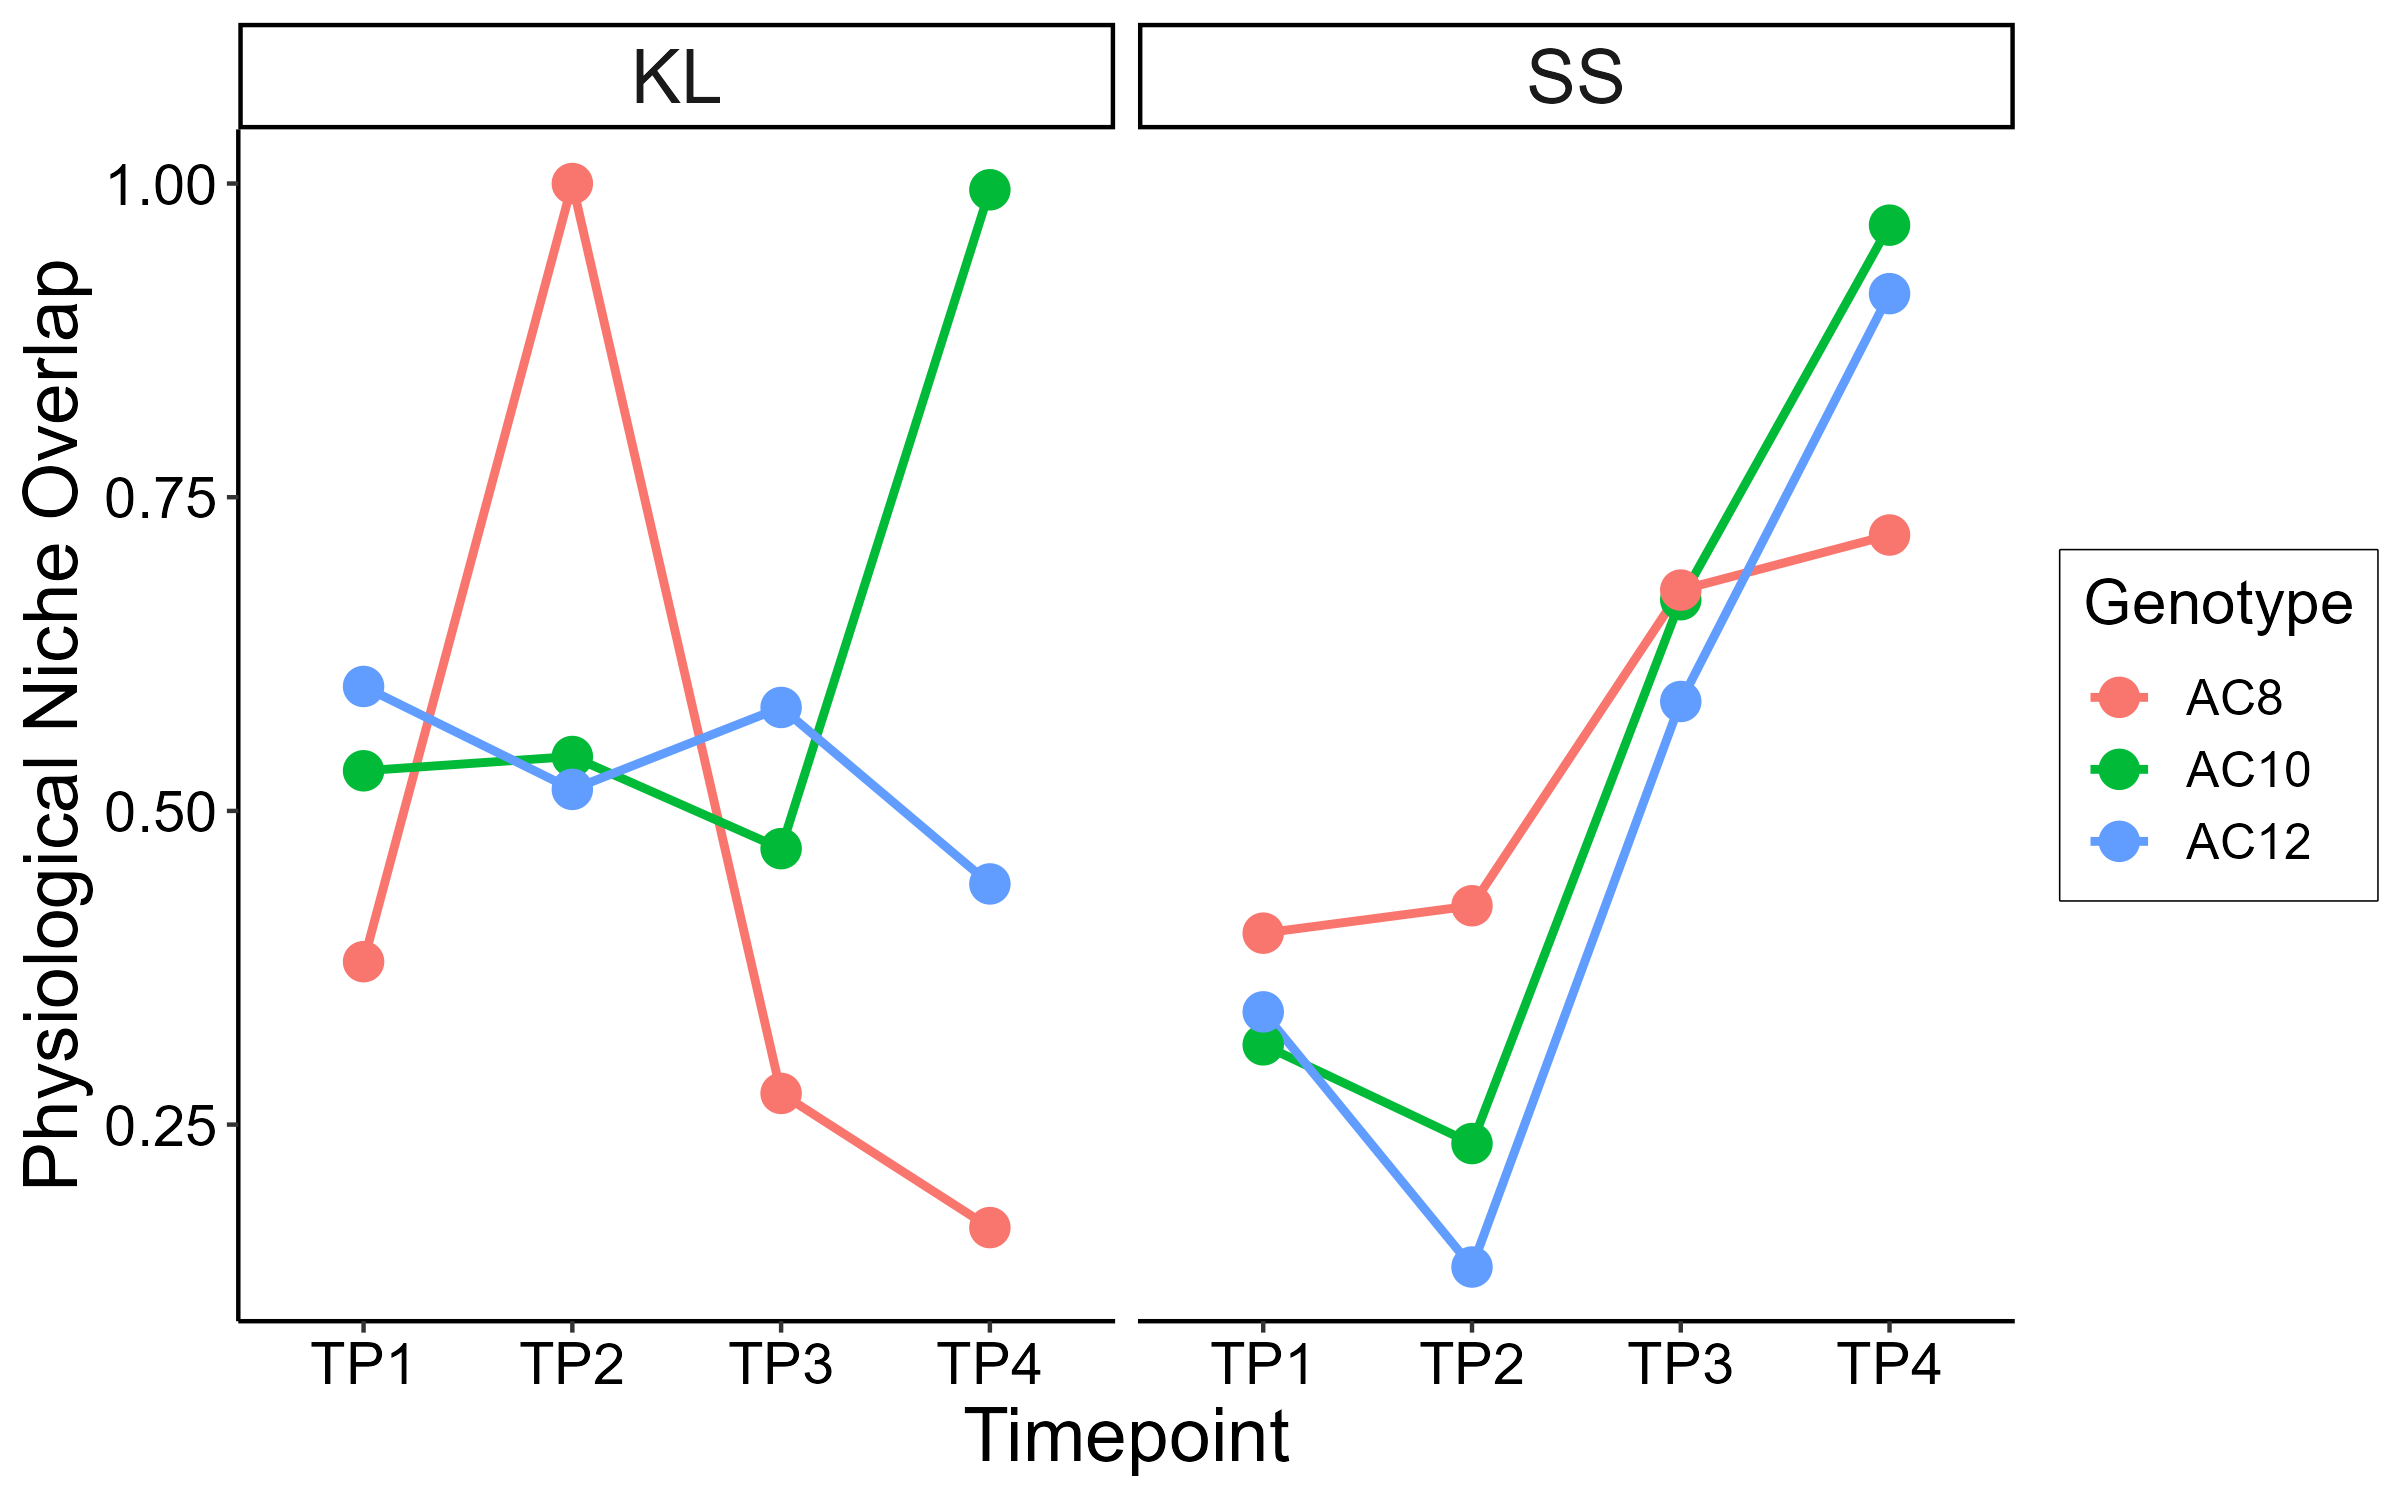 KL
SS
Physiological Niche Overlap
1.00
0.75
0.50
0.25
TP1 TP2 TP3 TP4
TP1 TP2 TP3 TP4
Timepoint
Genotype
AC8
AC10
AC12